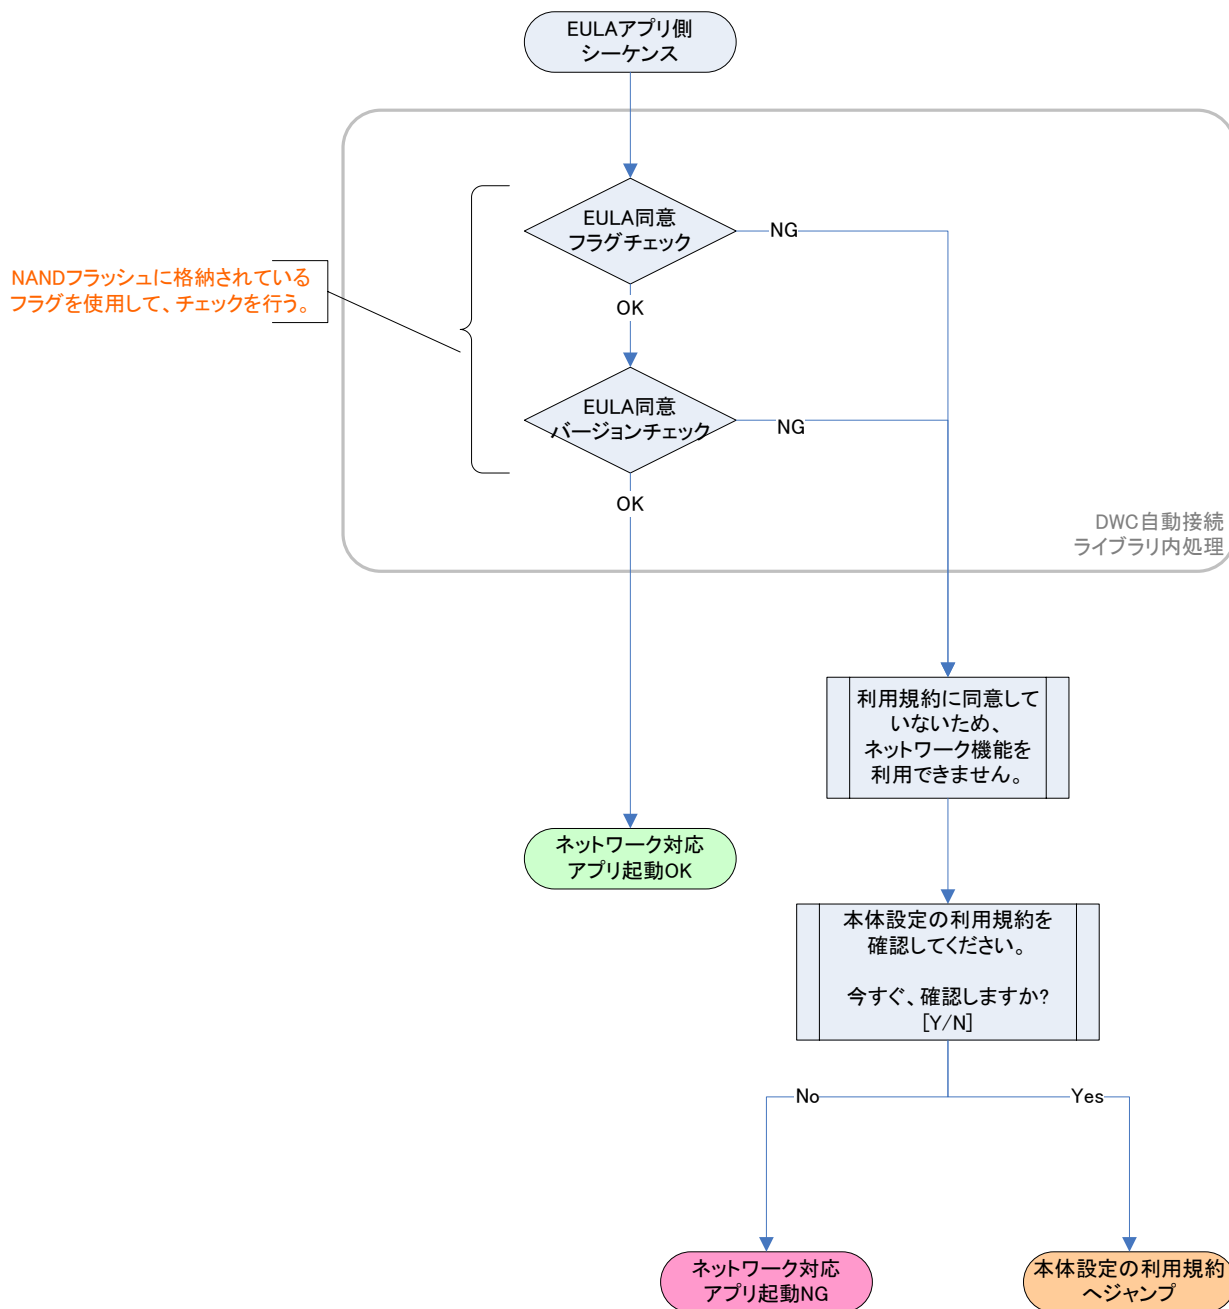 EULAアプリ側
シーケンス
EULA同意
フラグチェック
NG
NANDフラッシュに格納されている
フラグを使用して、チェックを行う。
OK
EULA同意
バージョンチェック
NG
OK
DWC自動接続
ライブラリ内処理
利用規約に同意して
いないため、
ネットワーク機能を
利用できません。
ネットワーク対応
アプリ起動OK
本体設定の利用規約を
確認してください。
今すぐ、確認しますか?
[Y/N]
No
Yes
ネットワーク対応
アプリ起動NG
本体設定の利用規約
へジャンプ